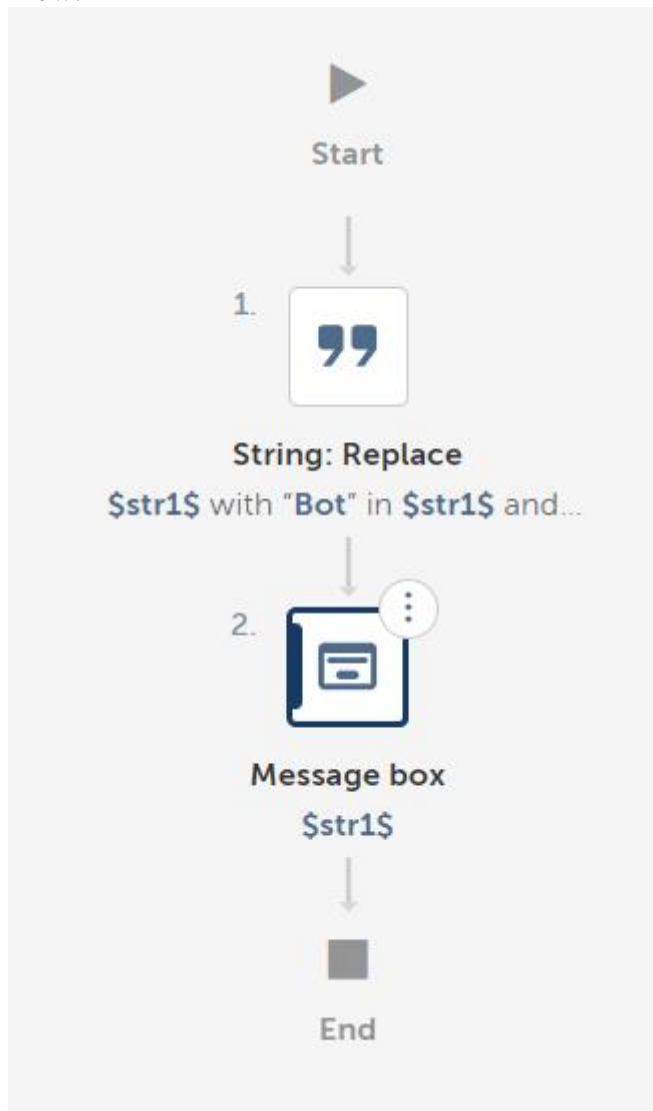 Start
1.
String: Replace
$str1$ with "Bot" in $str1$ and...
2.
Message box
$str1$
End